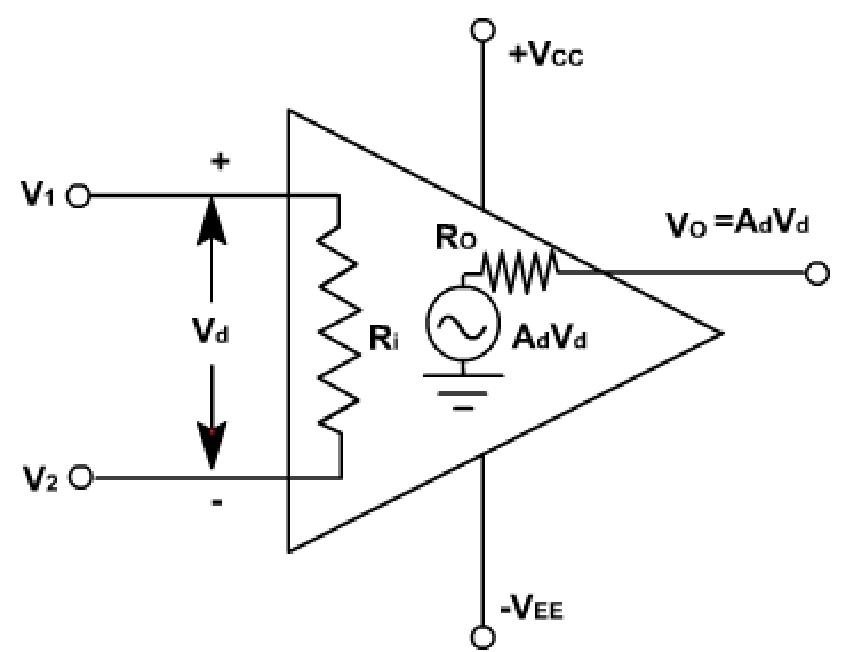 +VCC
+
V1
VO =AdVd
RO
Vd
Ri
AdVd
V2
-
-VEE